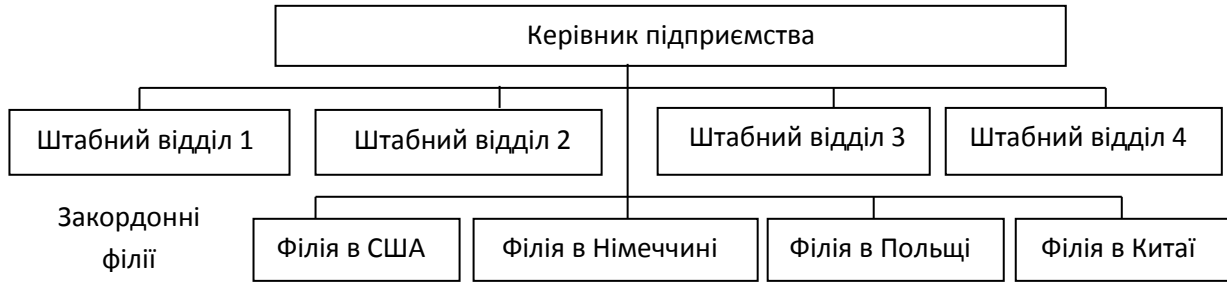 Керівник підприємства
Штабний відділ 1
Штабний відділ 2
Штабний відділ 3
Штабний відділ 4
Закордонні
філії
Філія в США
Філія в Німеччині
Філія в Польщі
Філія в Китаї